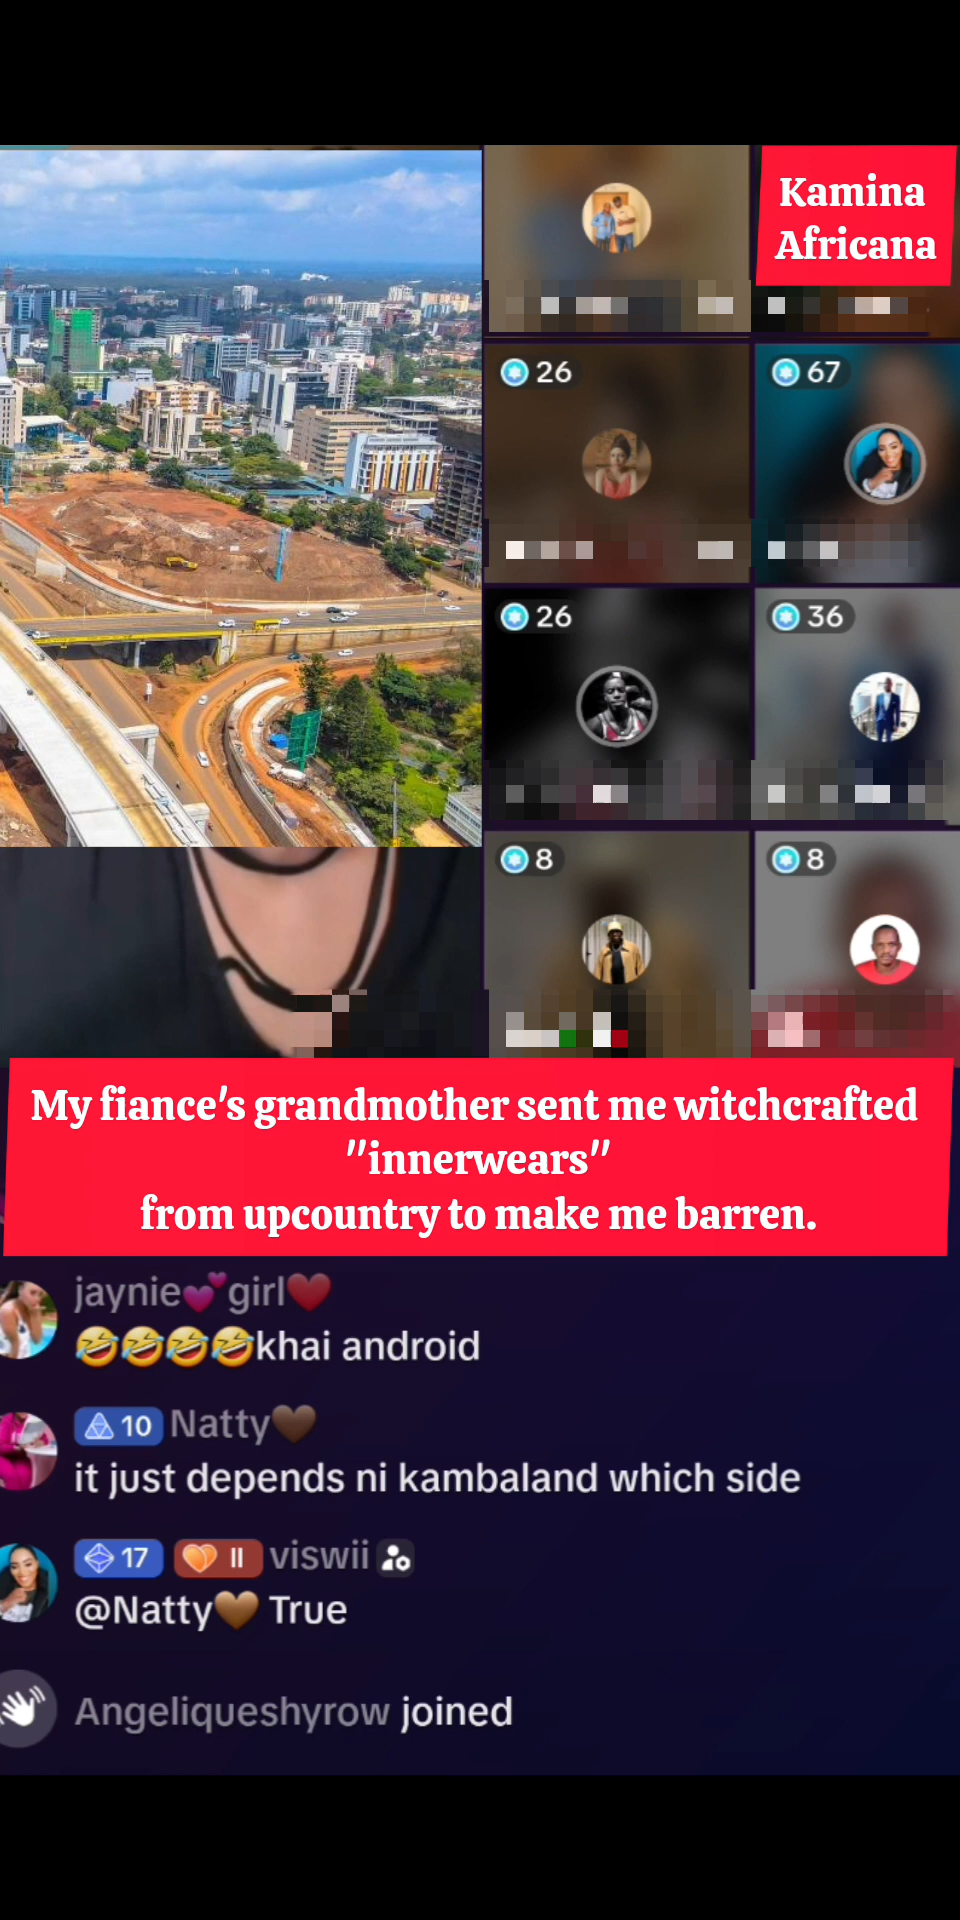 Kamina
Africana
26
67
26
36
8
8
My fiance's grandmother sent me witchcrafted
"innerwears"
from upcountry to make me barren.
jaynie💕girl❤️
🤣🤣🤣🤣khai android
10 Natty🤎
it just depends ni kambaland which side
17 II viswii
@Natty🤎 True
Angeliqueshyrow joined